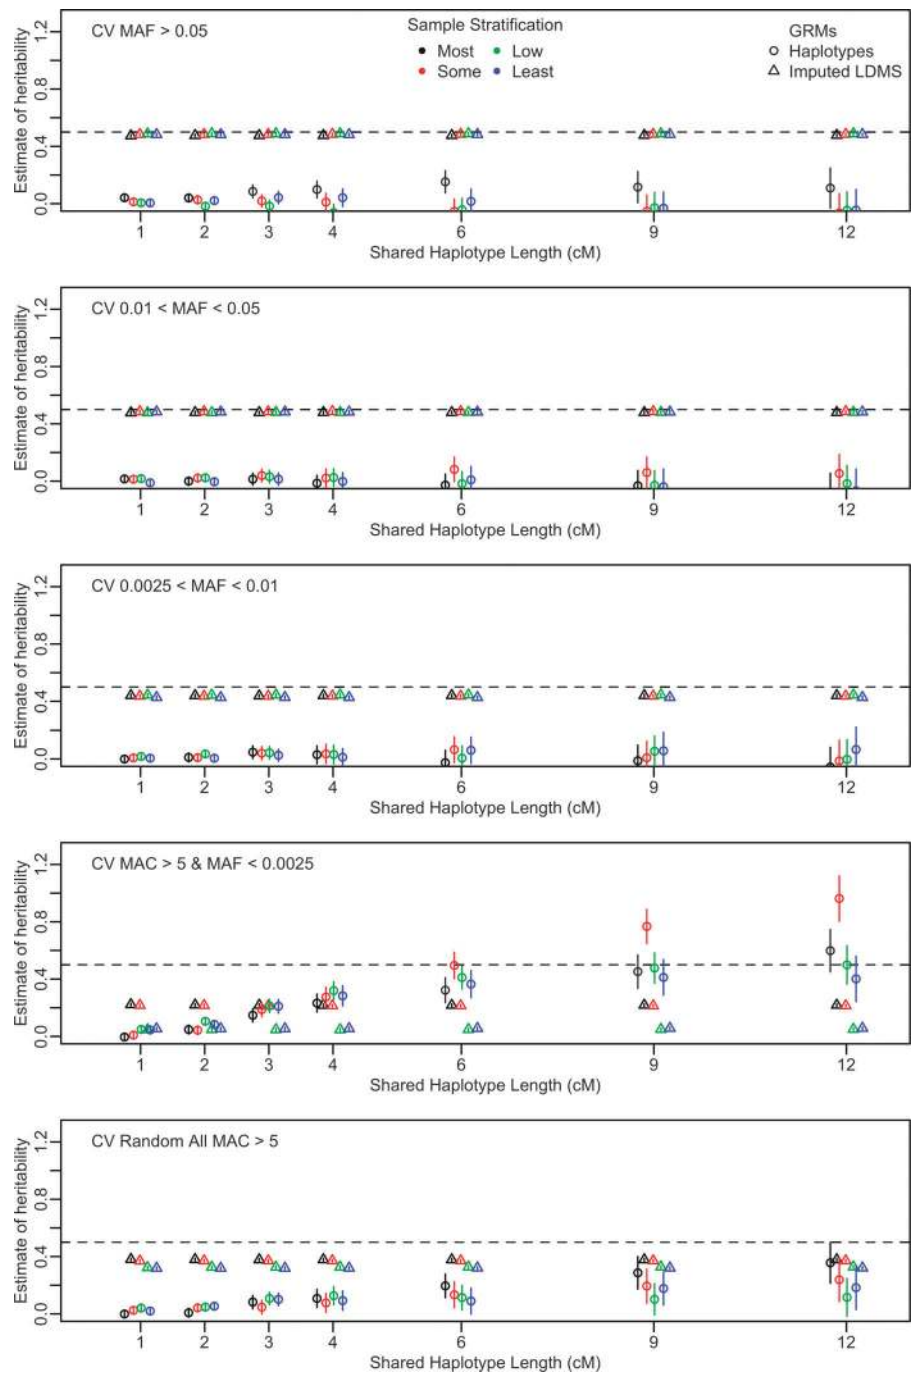 CV MAF > 0.05
Sample Stratification
Most
Low
Some
Least
GRMs
Haplotypes
Imputed LDMS
Estimate of heritability
0.0 0.4 0.8 1.2
1 2 3 4 6 9 12
Shared Haplotype Length (cM)
CV 0.01 < MAF < 0.05
Estimate of heritability
0.0 0.4 0.8 1.2
1 2 3 4 6 9 12
Shared Haplotype Length (cM)
CV 0.0025 < MAF < 0.01
Estimate of heritability
0.0 0.4 0.8 1.2
1 2 3 4 6 9 12
Shared Haplotype Length (cM)
CV MAC > 5 & MAF < 0.0025
Estimate of heritability
0.0 0.4 0.8 1.2
1 2 3 4 6 9 12
Shared Haplotype Length (cM)
CV Random All MAC > 5
Estimate of heritability
0.0 0.4 0.8 1.2
1 2 3 4 6 9 12
Shared Haplotype Length (cM)